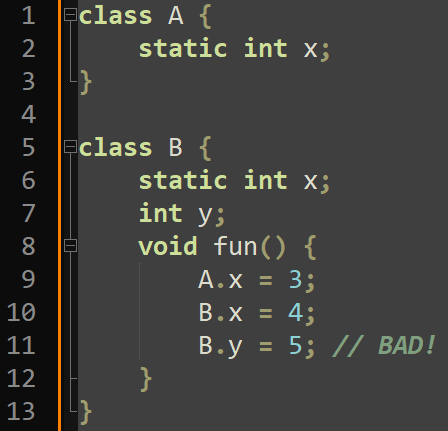 1 class A {
2     static int x;
3 }
4
5 class B {
6     static int x;
7     int y;
8     void fun() {
9         A.x = 3;
10         B.x = 4;
11         B.y = 5; // BAD!
12     }
13 }